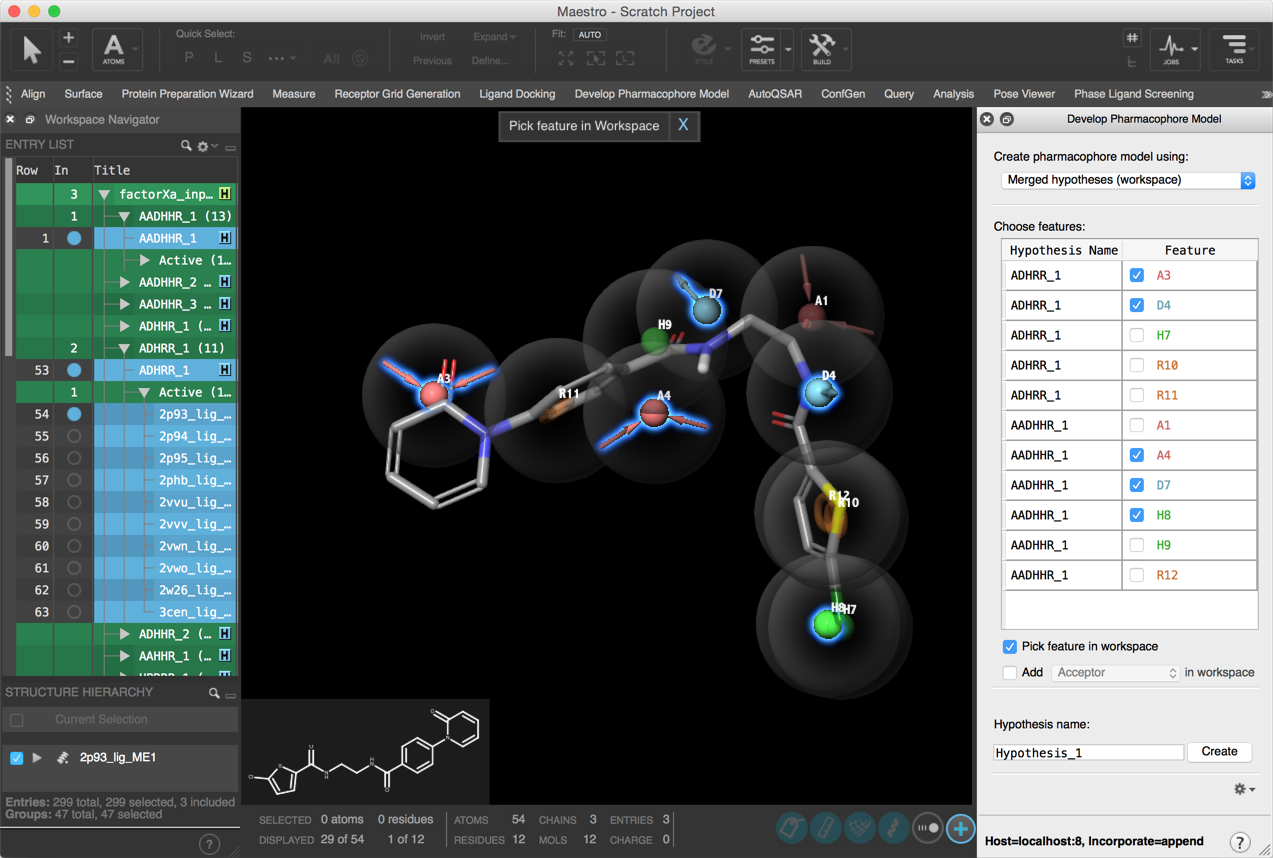 Maestro - Scratch Project
Quick Select:
Invert
Expand
Fit: AUTO
A
ATOMS
P L S ... All
Previous
Define...
STYLE
PRESETS
BUILD
JOBS
TASKS
Align Surface Protein Preparation Wizard Measure Receptor Grid Generation Ligand Docking Develop Pharmacophore Model AutoQSAR ConfGen Query Analysis Pose Viewer Phase Ligand Screening
Workspace Navigator
ENTRY LIST
Row In Title
3 factorXa_inp... H
1 AADHHR_1 (13)
1 AADHHR_1 H
Active (1...
AADHHR_2 ... H
AADHHR_3 ... H
ADHRR_1 (... H
2 ADHRR_1 (11)
53 ADHRR_1 H
1 Active (1...
54 2p93_lig_...
55 2p94_lig_...
56 2p95_lig_...
57 2phb_lig_...
58 2vvu_lig_...
59 2vvv_lig_...
60 2vwn_lig_...
61 2vwo_lig_...
62 2w26_lig_...
63 3cen_lig_...
ADHHR_2 (... H
AAHHR_1 (... H
STRUCTURE HIERARCHY
Current Selection
2p93_lig_ME1
Entries: 299 total, 299 selected, 3 included
Groups: 47 total, 47 selected
?
Pick feature in Workspace X
D7
A1
H9
A3
D4
R11
A4
R12
R10
H8
H7
O
N
O
S
Cl
N
H
H
N
O
SELECTED 0 atoms 0 residues
DISPLAYED 29 of 54 1 of 12
ATOMS 54 CHAINS 3 ENTRIES 3
RESIDUES 12 MOLS 12 CHARGE 0
Develop Pharmacophore Model
Create pharmacophore model using:
Merged hypotheses (workspace)
Choose features:
Hypothesis Name Feature
ADHRR_1 A3
ADHRR_1 D4
ADHRR_1 H7
ADHRR_1 R10
ADHRR_1 R11
AADHHR_1 A1
AADHHR_1 A4
AADHHR_1 D7
AADHHR_1 H8
AADHHR_1 H9
AADHHR_1 R12
Pick feature in workspace
Add Acceptor in workspace
Hypothesis name:
Hypothesis_1 Create
Host=localhost:8, Incorporate=append
?